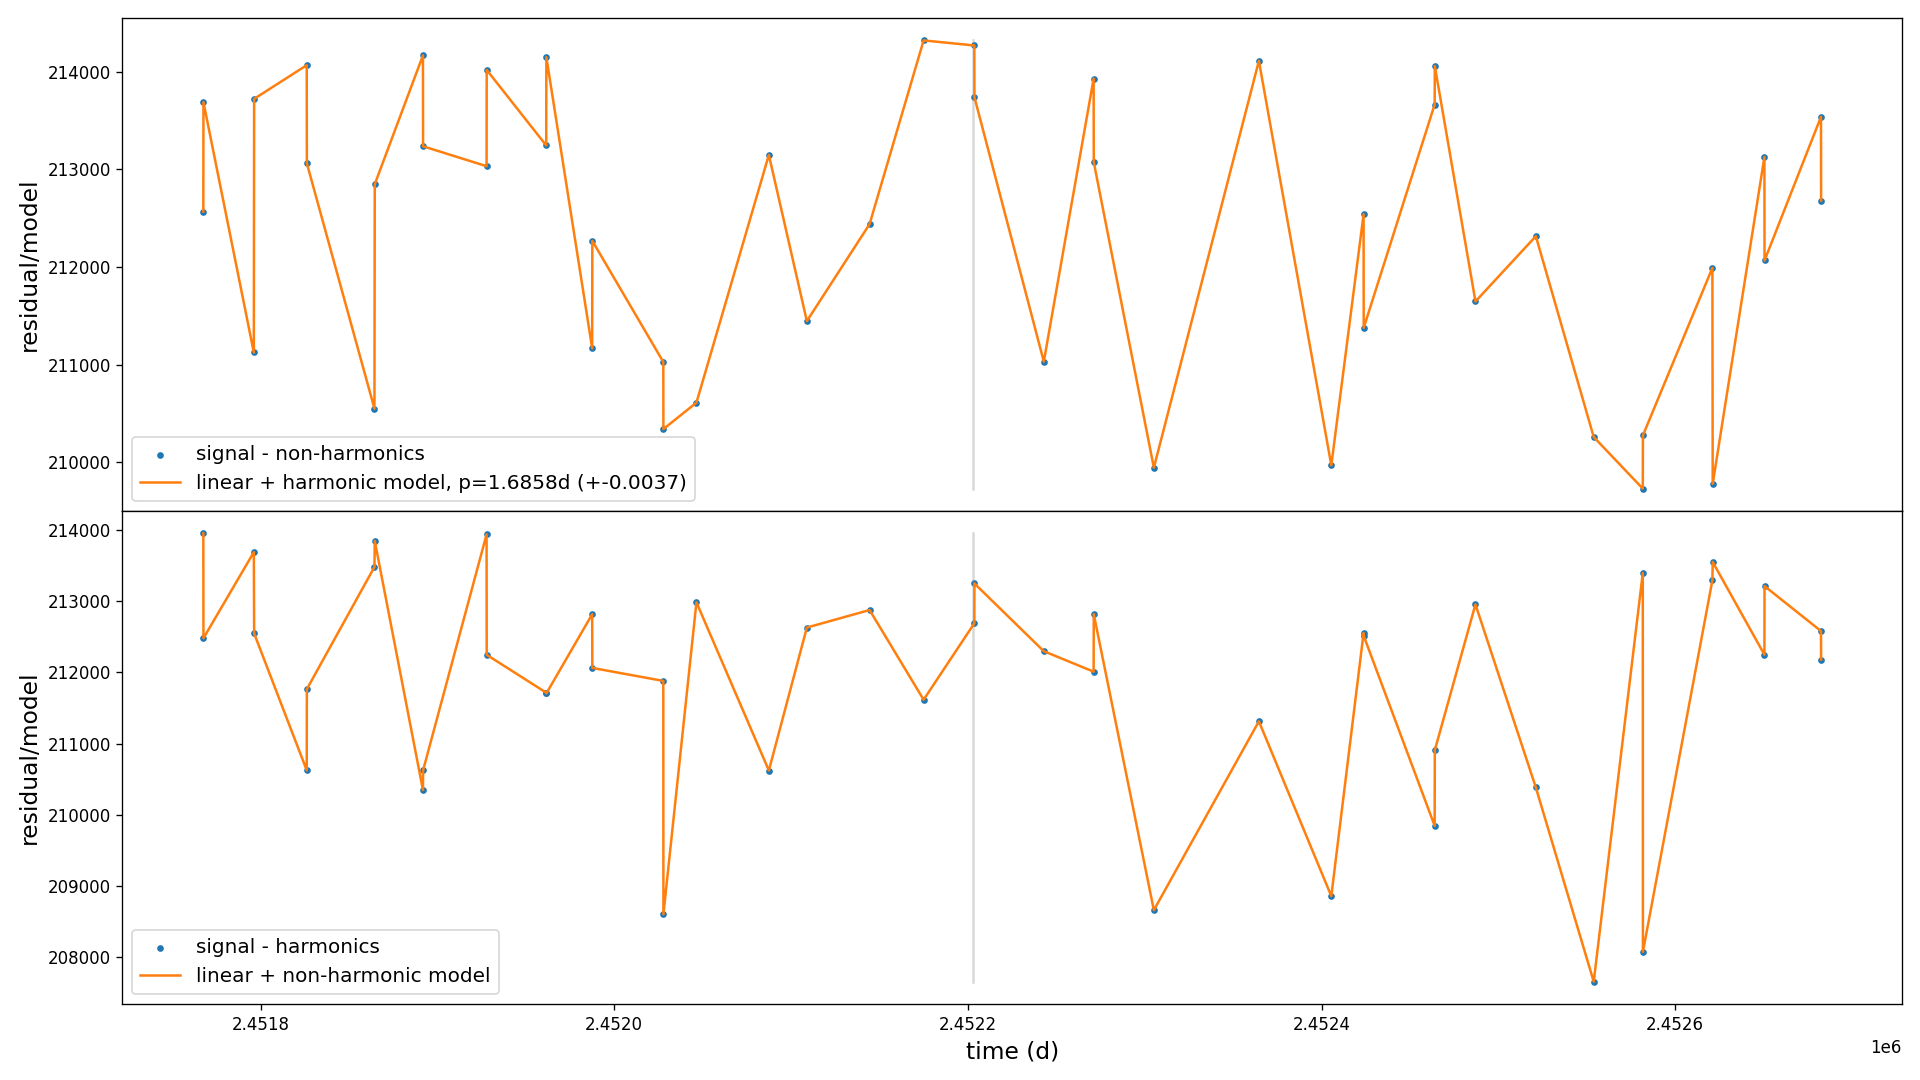 214000
213000
212000
211000
210000
residual/model
signal - non-harmonics
linear + harmonic model, p=1.6858d (+-0.0037)
214000
213000
212000
211000
210000
209000
208000
residual/model
signal - harmonics
linear + non-harmonic model
2.4518 2.4520 2.4522 2.4524 2.4526
1e6
time (d)